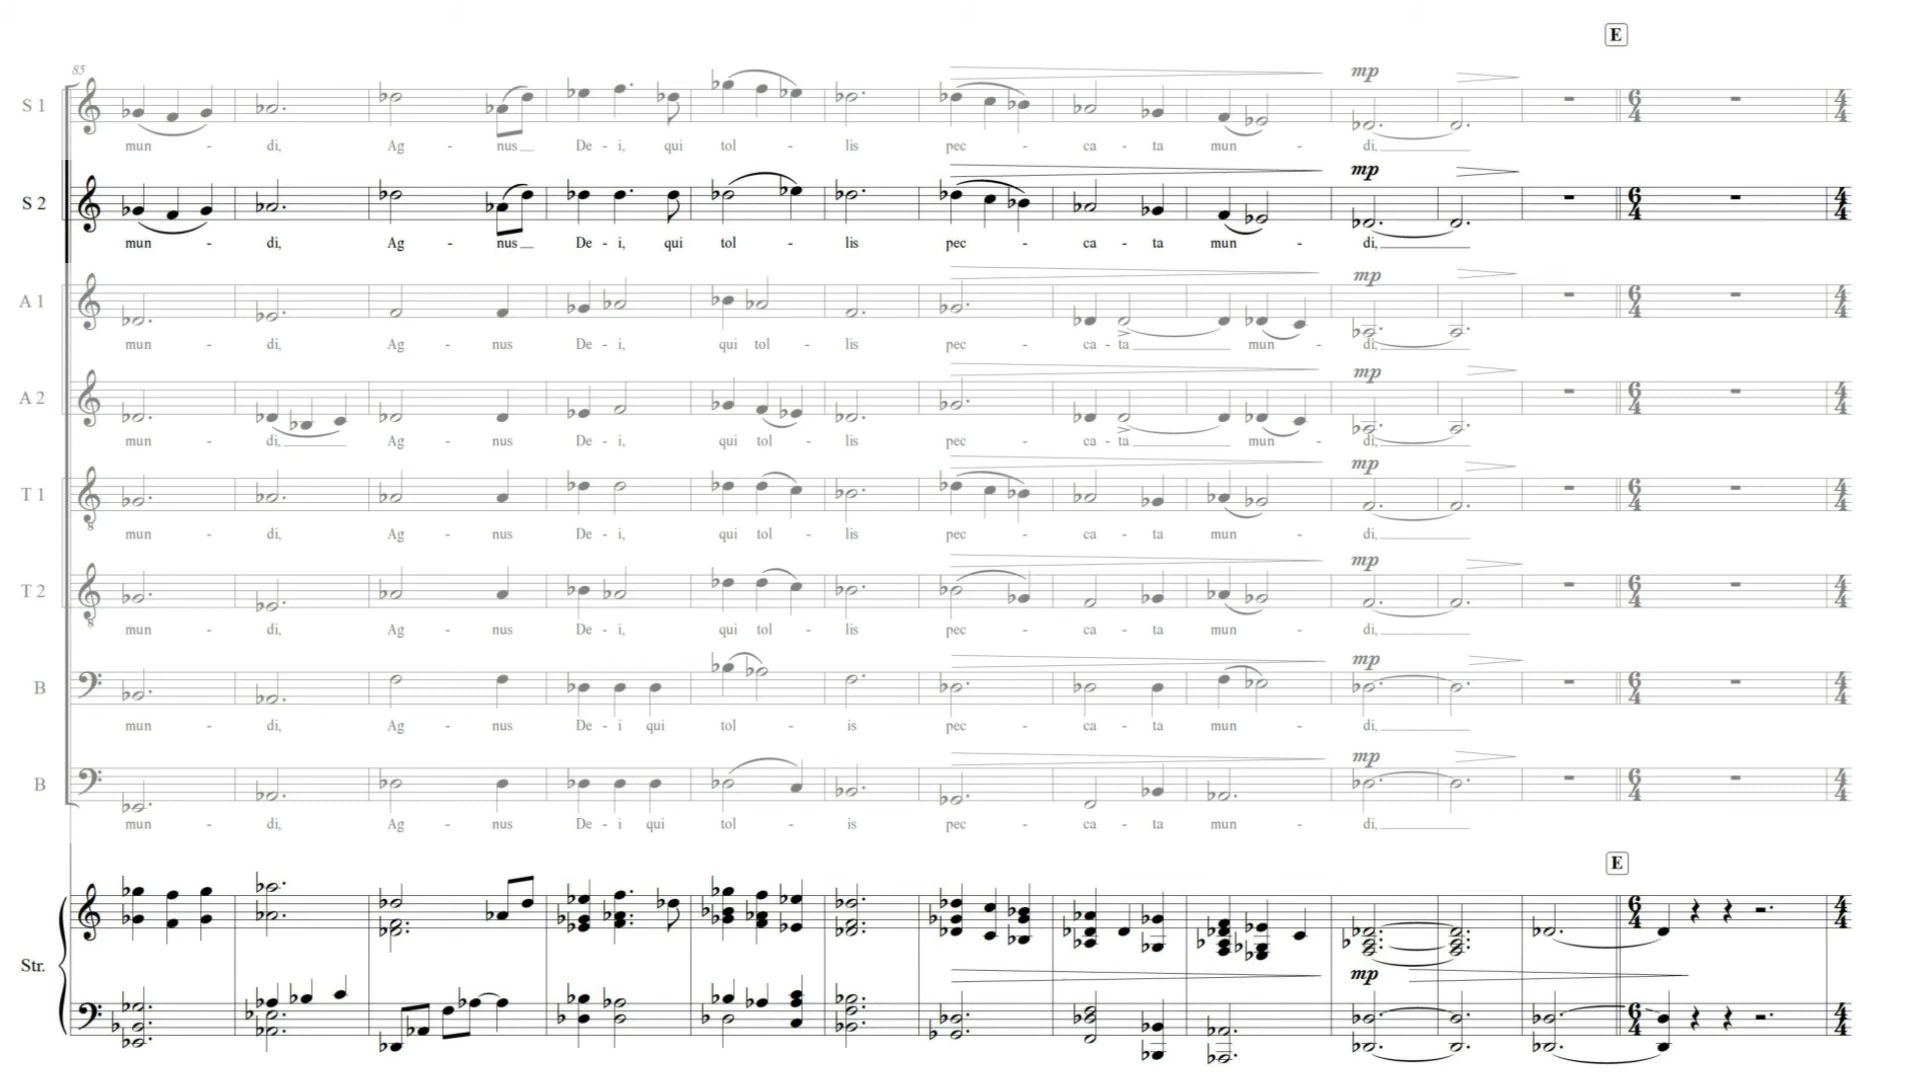 E
85
mp
S 1
mun - di, Ag - nus De - i, qui tol - lis pec - ca - ta mun - di,
mp
S 2
mun - di, Ag - nus De - i, qui tol - lis pec - ca - ta mun - di,
mp
A 1
mun - di, Ag - nus De - i, qui tol - lis pec - ca - ta mun - di,
mp
A 2
mun - di, Ag - nus De - i, qui tol - lis pec - ca - ta mun - di,
mp
T 1
mun - di, Ag - nus De - i, qui tol - lis pec - ca - ta mun - di,
mp
T 2
mun - di, Ag - nus De - i, qui tol - lis pec - ca - ta mun - di,
mp
B
mun - di, Ag - nus De - i qui tol - is pec - ca - ta mun - di,
mp
B
mun - di, Ag - nus De - i qui tol - is pec - ca - ta mun - di,
E
Str.
mp